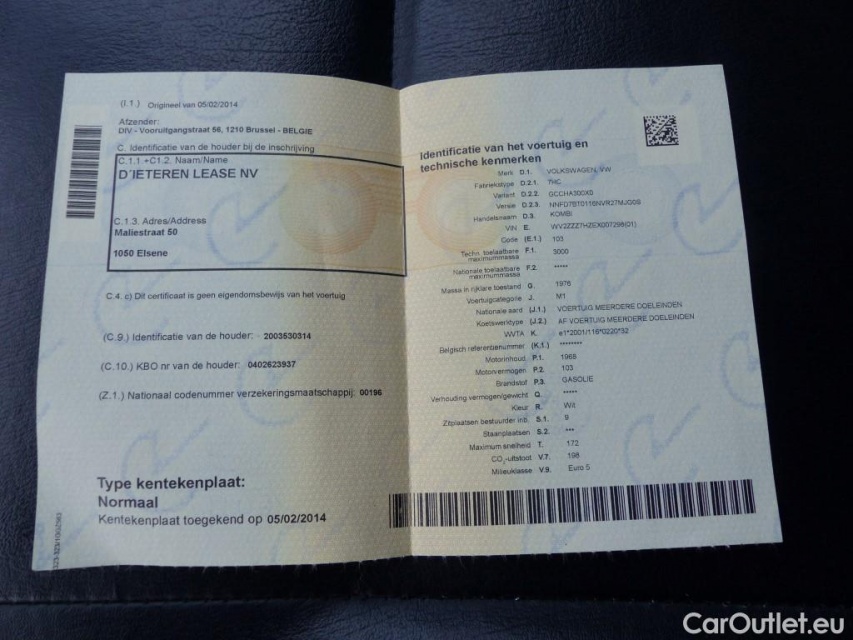 (I.1.) Origineel van 05/02/2014
Afzender:
DIV - Vooruitgangstraat 56, 1210 Brussel - BELGIE
C. Identificatie van de houder bij de inschrijving
C.1.1 +C1.2. Naam/Name
D'IETEREN LEASE NV
C.1.3. Adres/Address
Maliestraat 50
1050 Elsene
C.4. c) Dit certificaat is geen eigendomsbewijs van het voertuig
(C.9.) Identificatie van de houder: 2003530314
(C.10.) KBO nr van de houder: 0402623937
(Z.1.) Nationaal codenummer verzekeringsmaatschappij: 00196
Type kentekenplaat:
Normaal
Kentekenplaat toegekend op 05/02/2014
Identificatie van het voertuig en
technische kenmerken
Merk D.1. VOLKSWAGEN, VW
Fabriekstype D.2.1. 7HC
Variant D.2.2. GCCHA300X0
Versie D.2.3.
Handelsnaam D.3. KOMBI
VIN E.
Code (E.1.) 103
Techn. toelaatbare maximummassa F.1. 3000
Nationale toelaatbare maximummassa F.2. *****
Massa in rijklare toestand G. 1976
Voertuigcategorie J. M1
Nationale aard (J.1.) VOERTUIG MEERDERE DOELEINDEN
Koetswerktype (J.2.) AF VOERTUIG MEERDERE DOELEINDEN
WVTA K. e1*2001/116*0220*32
Belgisch referentienummer (K.1.) ********
Motorinhoud P.1. 1968
Motorvermogen P.2. 103
Brandstof P.3. GASOLIE
Verhouding vermogen/gewicht Q. *****
Kleur R. Wit
Zitplaatsen bestuurder inb. S.1. 9
Staanplaatsen S.2. ***
Maximum snelheid T. 172
CO2-uitstoot V.7. 198
Milieuklasse V.9. Euro 5
CarOutlet.eu